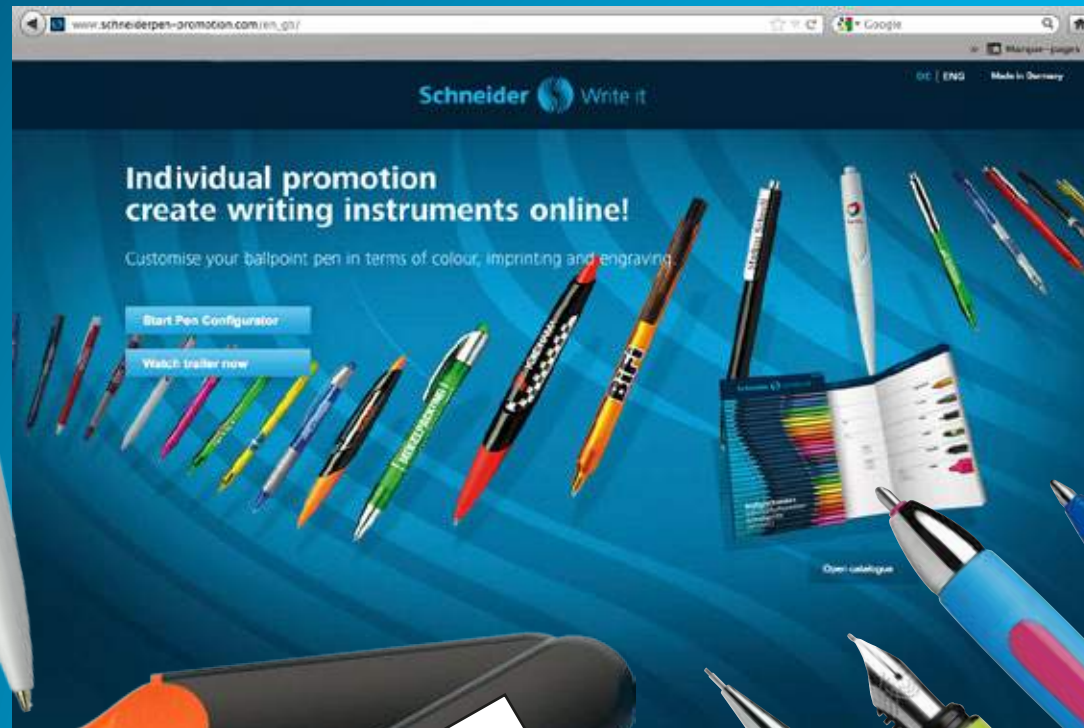 www.schneiderpen-promotion.com/en_gb/
Google
Marque-pages
Schneider Write it
DE | ENG
Made in Germany
Individual promotion
create writing instruments online!
Customise your ballpoint pen in terms of colour, imprinting and engraving.
Start Pen Configurator
Watch trailer now
YOKOHAMA
BiFi
Open catalogue